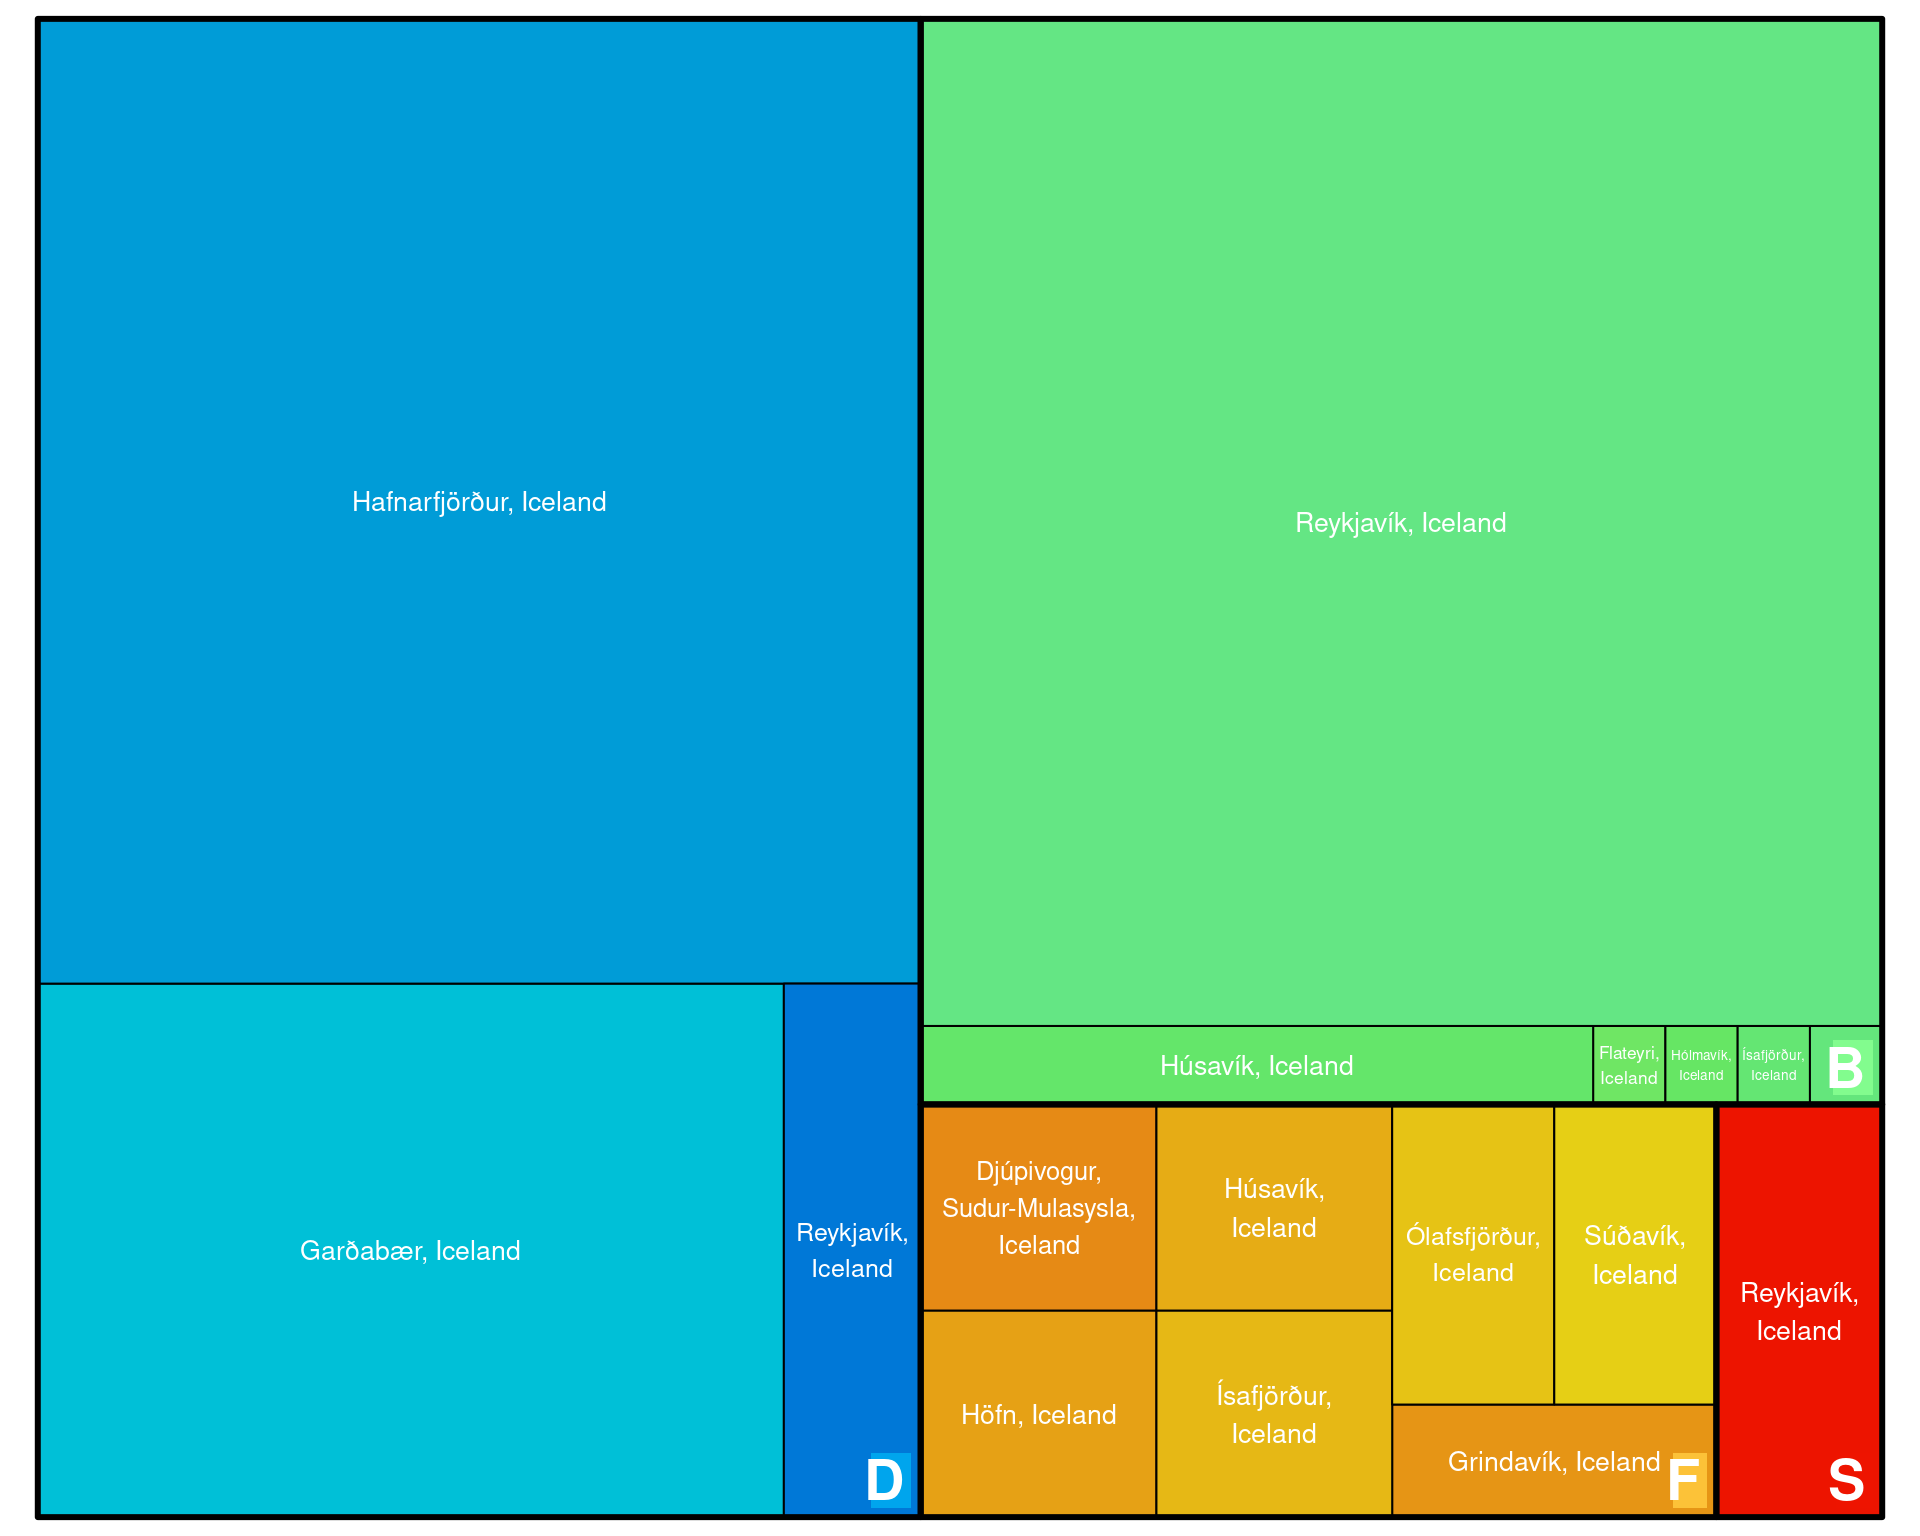 Hafnarfjörður, Iceland
Garðabær, Iceland
Reykjavík,
Iceland
D
Reykjavík, Iceland
Húsavík, Iceland
Flateyri,
Iceland
Hólmavík,
Iceland
Ísafjörður,
Iceland
B
Djúpivogur,
Sudur-Mulasysla,
Iceland
Húsavík,
Iceland
Höfn, Iceland
Ísafjörður,
Iceland
Ólafsfjörður,
Iceland
Súðavík,
Iceland
Grindavík, Iceland
F
Reykjavík,
Iceland
S